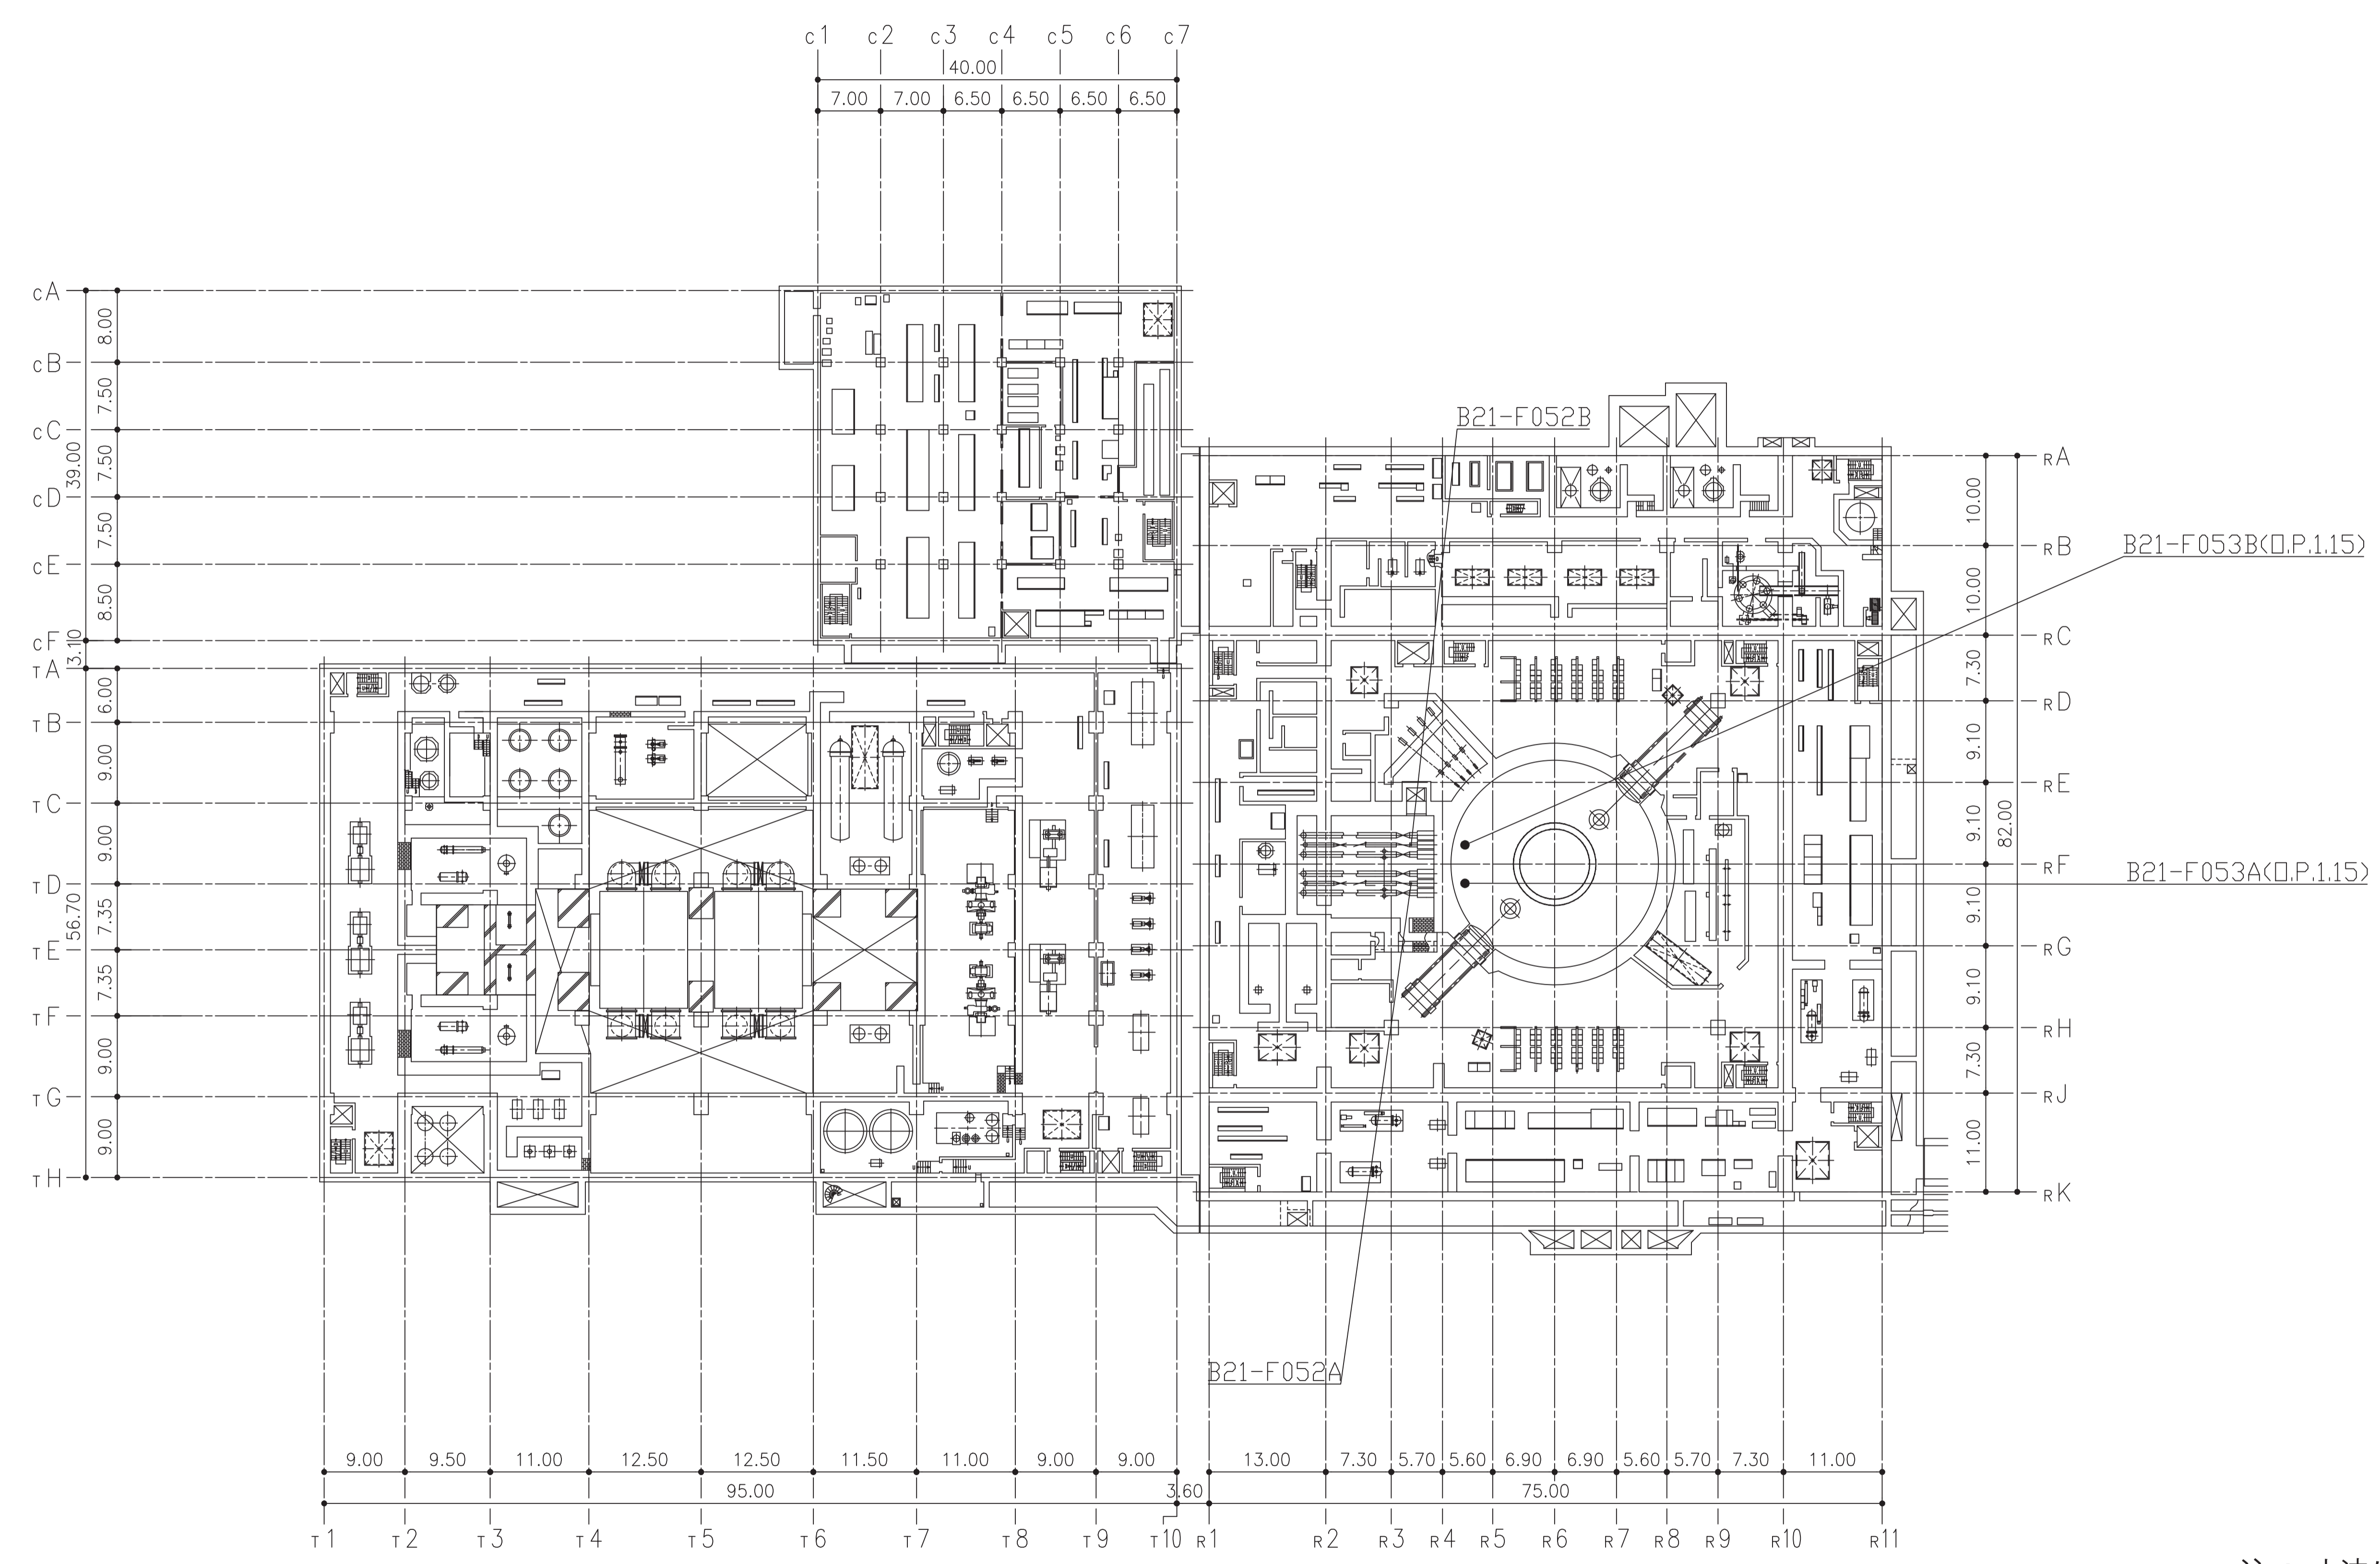 c1 c2 c3 c4 c5 c6 c7
40.00
7.00 7.00 6.50 6.50 6.50 6.50
cA
8.00
cB
7.50
cC
39.00
7.50
cD
7.50
cE
8.50
cF
3.10
TA
6.00
TB
9.00
TC
9.00
TD
7.35
56.70
TE
7.35
TF
9.00
TG
9.00
TH
B21-F052B
B21-F053B(O.P.1.15)
B21-F053A(O.P.1.15)
B21-F052A
RA
10.00
RB
10.00
RC
7.30
RD
9.10
RE
9.10
82.00
RF
9.10
RG
9.10
RH
7.30
RJ
11.00
RK
9.00 9.50 11.00 12.50 12.50 11.50 11.00 9.00 9.00 13.00 7.30 5.70 5.60 6.90 6.90 5.60 5.70 7.30 11.00
95.00 3.60 75.00
T1 T2 T3 T4 T5 T6 T7 T8 T9 T10 R1 R2 R3 R4 R5 R6 R7 R8 R9 R10 R11